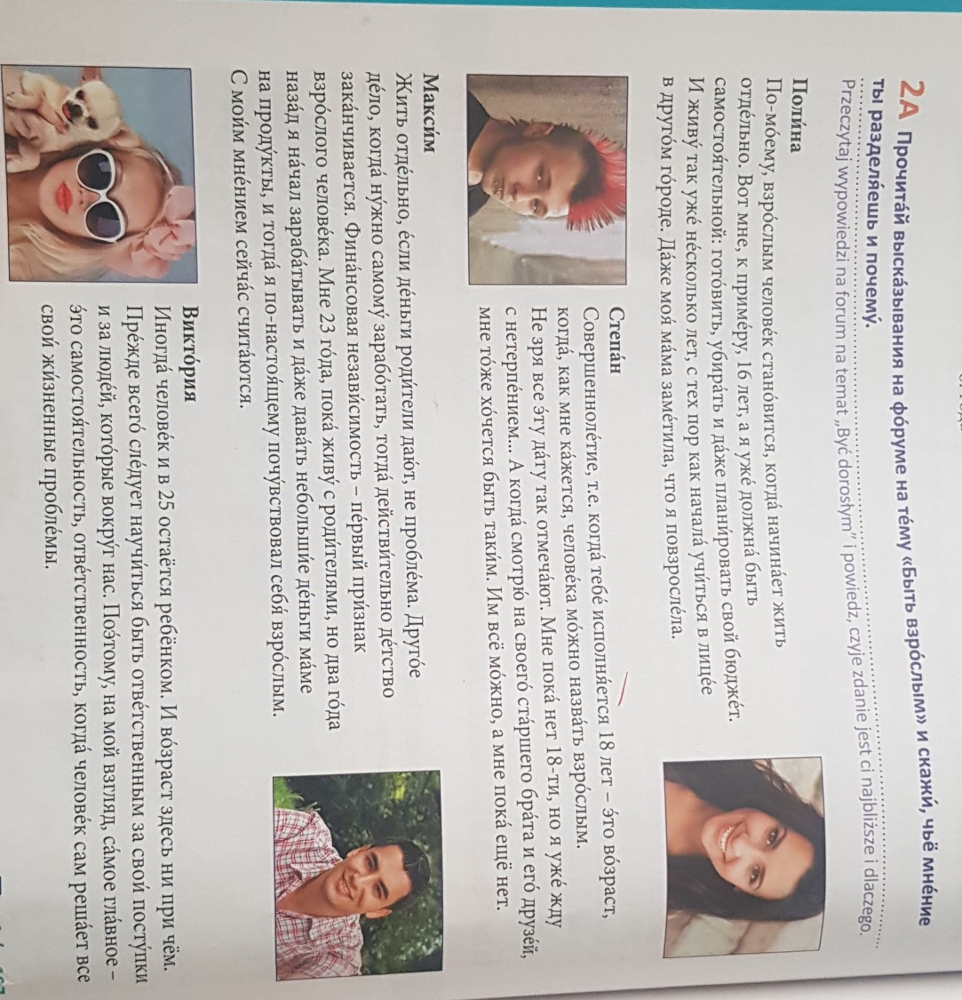 2A Прочита́й выска́зывания на фо́руме на те́му «Быть взро́слым» и скажи́, чьё мне́ние
ты разделя́ешь и почему́.
Przeczytaj wypowiedzi na forum na temat „Być dorosłym” i powiedz, czyje zdanie jest ci najbliższe i dlaczego.
Поли́на
По-мо́ему, взро́слым челове́к стано́вится, когда́ начина́ет жить
отде́льно. Вот мне, к приме́ру, 16 лет, а я уже́ должна́ быть
самостоя́тельной: гото́вить, убира́ть и да́же плани́ровать свой бюдже́т.
И живу́ так уже́ не́сколько лет, с тех пор как начала́ учи́ться в лице́е
в друго́м го́роде. Да́же моя́ ма́ма заме́тила, что я повзросле́ла.
Степа́н
Совершенноле́тие, т.е. когда́ тебе́ исполня́ется 18 лет – э́то во́зраст,
когда́, как мне ка́жется, челове́ка мо́жно назва́ть взро́слым.
Не зря все э́ту да́ту так отмеча́ют. Мне пока́ нет 18-ти, но я уже́ жду
с нетерпе́нием... А когда́ смотрю́ на своего́ ста́ршего бра́та и его́ друзе́й,
мне то́же хо́чется быть таки́м. Им всё мо́жно, а мне пока́ ещё нет.
Макси́м
Жить отде́льно, е́сли де́ньги роди́тели даю́т, не пробле́ма. Друго́е
де́ло, когда́ ну́жно самому́ зарабо́тать, тогда́ действи́тельно де́тство
зака́нчивается. Фина́нсовая незави́симость – пе́рвый при́знак
взро́слого челове́ка. Мне 23 го́да, пока́ живу́ с роди́телями, но два го́да
наза́д я на́чал зараба́тывать и да́же дава́ть небольши́е де́ньги ма́ме
на проду́кты, и тогда́ я по-настоя́щему почу́вствовал себя́ взро́слым.
С мои́м мне́нием сейча́с счита́ются.
Викто́рия
Иногда́ челове́к и в 25 остаётся ребёнком. И во́зраст здесь ни при чём.
Пре́жде всего́ сле́дует научи́ться быть отве́тственным за свои́ посту́пки
и за люде́й, кото́рые вокру́г нас. Поэ́тому, на мой взгляд, са́мое гла́вное –
э́то самостоя́тельность, отве́тственность, когда́ челове́к сам реша́ет все
свои́ жи́зненные пробле́мы.